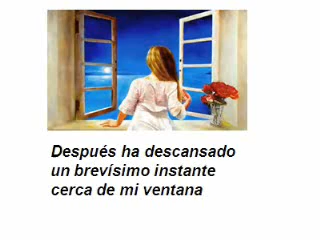 Después ha descansado
un brevísimo instante
cerca de mi ventana